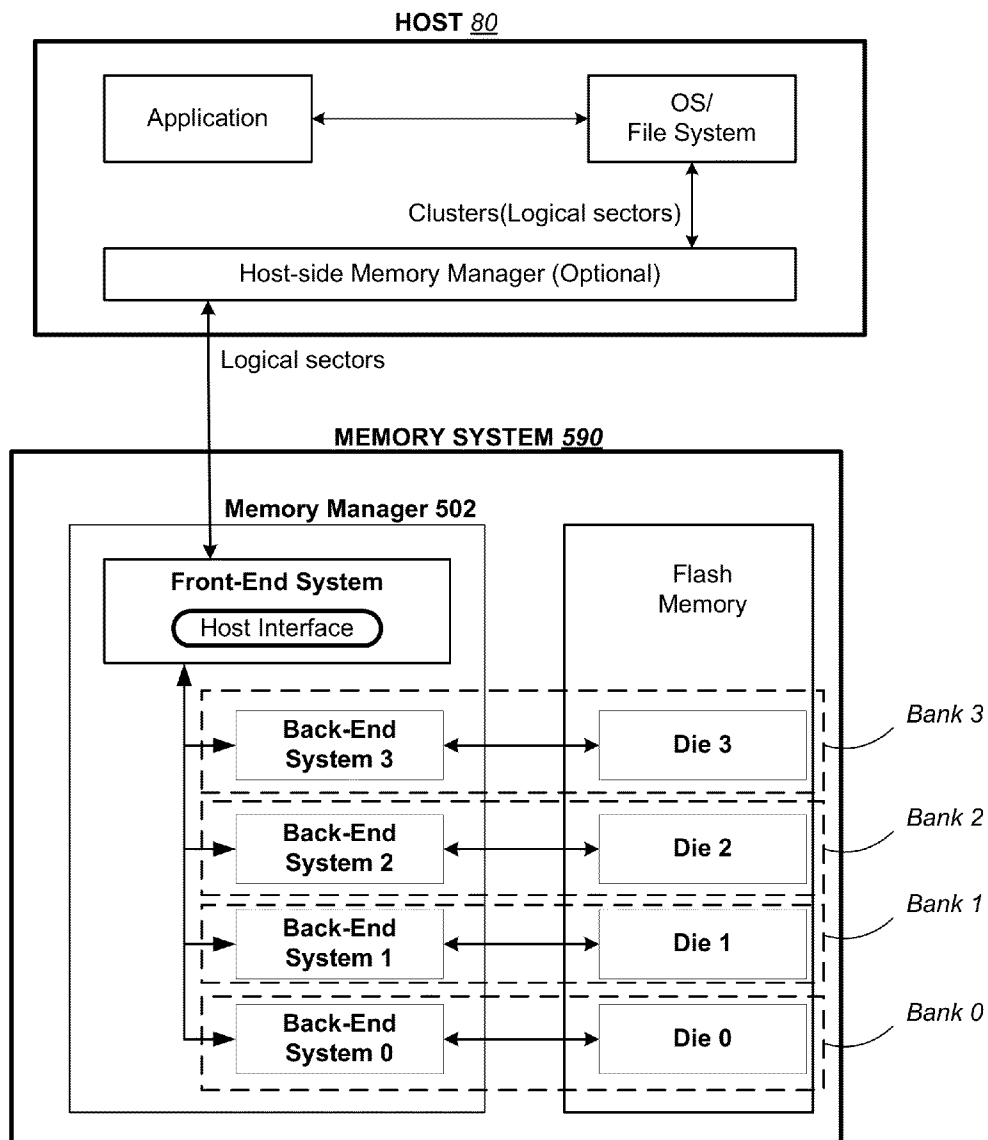 HOST 80
Application
OS/
File System
Clusters(Logical sectors)
Host-side Memory Manager (Optional)
Logical sectors
MEMORY SYSTEM 590
Memory Manager 502
Front-End System
Host Interface
Flash
Memory
Back-End
System 3
Die 3
Bank 3
Back-End
System 2
Die 2
Bank 2
Back-End
System 1
Die 1
Bank 1
Back-End
System 0
Die 0
Bank 0